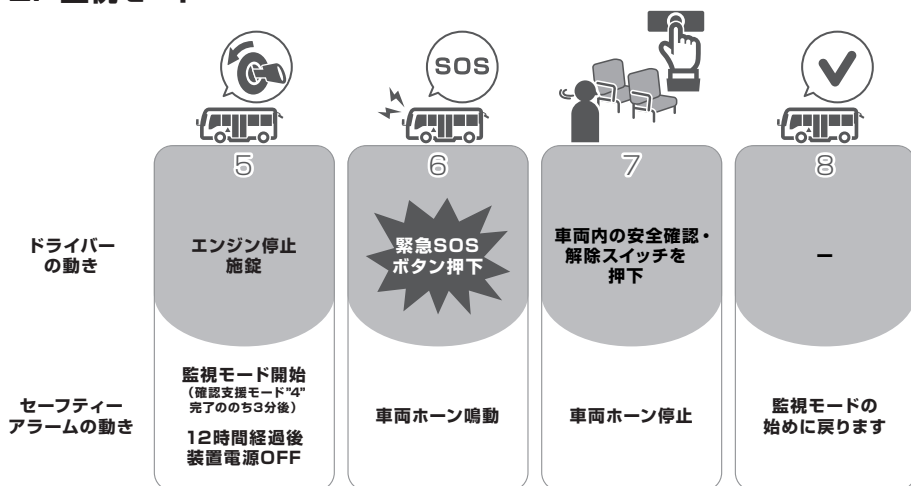 SOS
5
6
7
8
ドライバー
の動き
エンジン停止
施錠
緊急SOS
ボタン押下
車両内の安全確認・
解除スイッチを
押下
ー
セーフティー
アラームの動き
監視モード開始
（確認支援モード"4"
完了ののち3分後）
12時間経過後
装置電源OFF
車両ホーン鳴動
車両ホーン停止
監視モードの
始めに戻ります